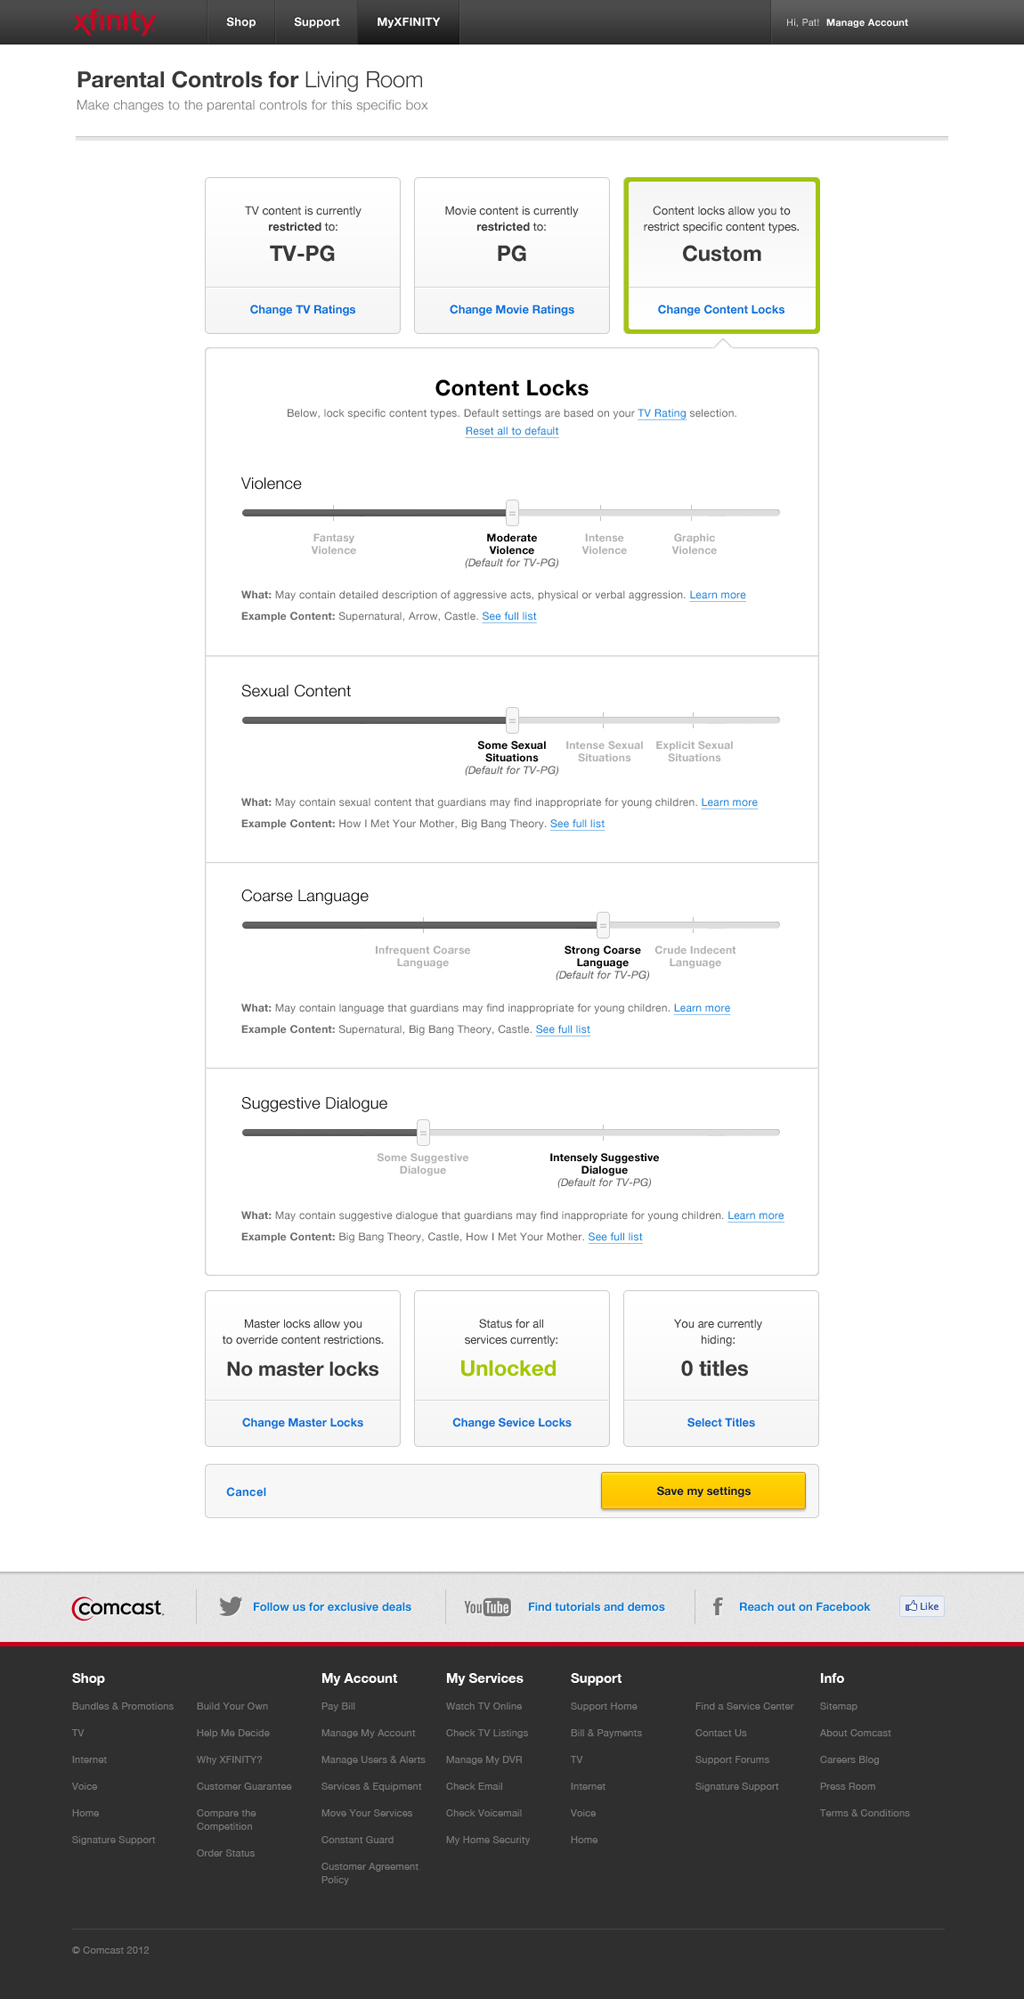 xfinity
Shop
Support
MyXFINITY
Hi, Pat! Manage Account
Parental Controls for Living Room
Make changes to the parental controls for this specific box
TV content is currently
restricted to:
TV-PG
Change TV Ratings
Movie content is currently
restricted to:
PG
Change Movie Ratings
Content locks allow you to
restrict specific content types.
Custom
Change Content Locks
Content Locks
Below, lock specific content types. Default settings are based on your TV Rating selection.
Reset all to default
Violence
Fantasy
Violence
Moderate
Violence
(Default for TV-PG)
Intense
Violence
Graphic
Violence
What: May contain detailed description of aggressive acts, physical or verbal aggression. Learn more
Example Content: Supernatural, Arrow, Castle. See full list
Sexual Content
Some Sexual
Situations
(Default for TV-PG)
Intense Sexual
Situations
Explicit Sexual
Situations
What: May contain sexual content that guardians may find inappropriate for young children. Learn more
Example Content: How I Met Your Mother, Big Bang Theory. See full list
Coarse Language
Infrequent Coarse
Language
Strong Coarse
Language
(Default for TV-PG)
Crude Indecent
Language
What: May contain language that guardians may find inappropriate for young children. Learn more
Example Content: Supernatural, Big Bang Theory, Castle. See full list
Suggestive Dialogue
Some Suggestive
Dialogue
Intensely Suggestive
Dialogue
(Default for TV-PG)
What: May contain suggestive dialogue that guardians may find inappropriate for young children. Learn more
Example Content: Big Bang Theory, Castle, How I Met Your Mother. See full list
Master locks allow you
to override content restrictions.
No master locks
Change Master Locks
Status for all
services currently:
Unlocked
Change Sevice Locks
You are currently
hiding:
0 titles
Select Titles
Cancel
Save my settings
Comcast.
Follow us for exclusive deals
YouTube
Find tutorials and demos
f
Reach out on Facebook
Like
Shop
Bundles & Promotions
TV
Internet
Voice
Home
Signature Support
Build Your Own
Help Me Decide
Why XFINITY?
Customer Guarantee
Compare the
Competition
Order Status
My Account
Pay Bill
Manage My Account
Manage Users & Alerts
Services & Equipment
Move Your Services
Constant Guard
Customer Agreement
Policy
My Services
Watch TV Online
Check TV Listings
Manage My DVR
Check Email
Check Voicemail
My Home Security
Support
Support Home
Bill & Payments
TV
Internet
Voice
Home
Find a Service Center
Contact Us
Support Forums
Signature Support
Info
Sitemap
About Comcast
Careers Blog
Press Room
Terms & Conditions
© Comcast 2012